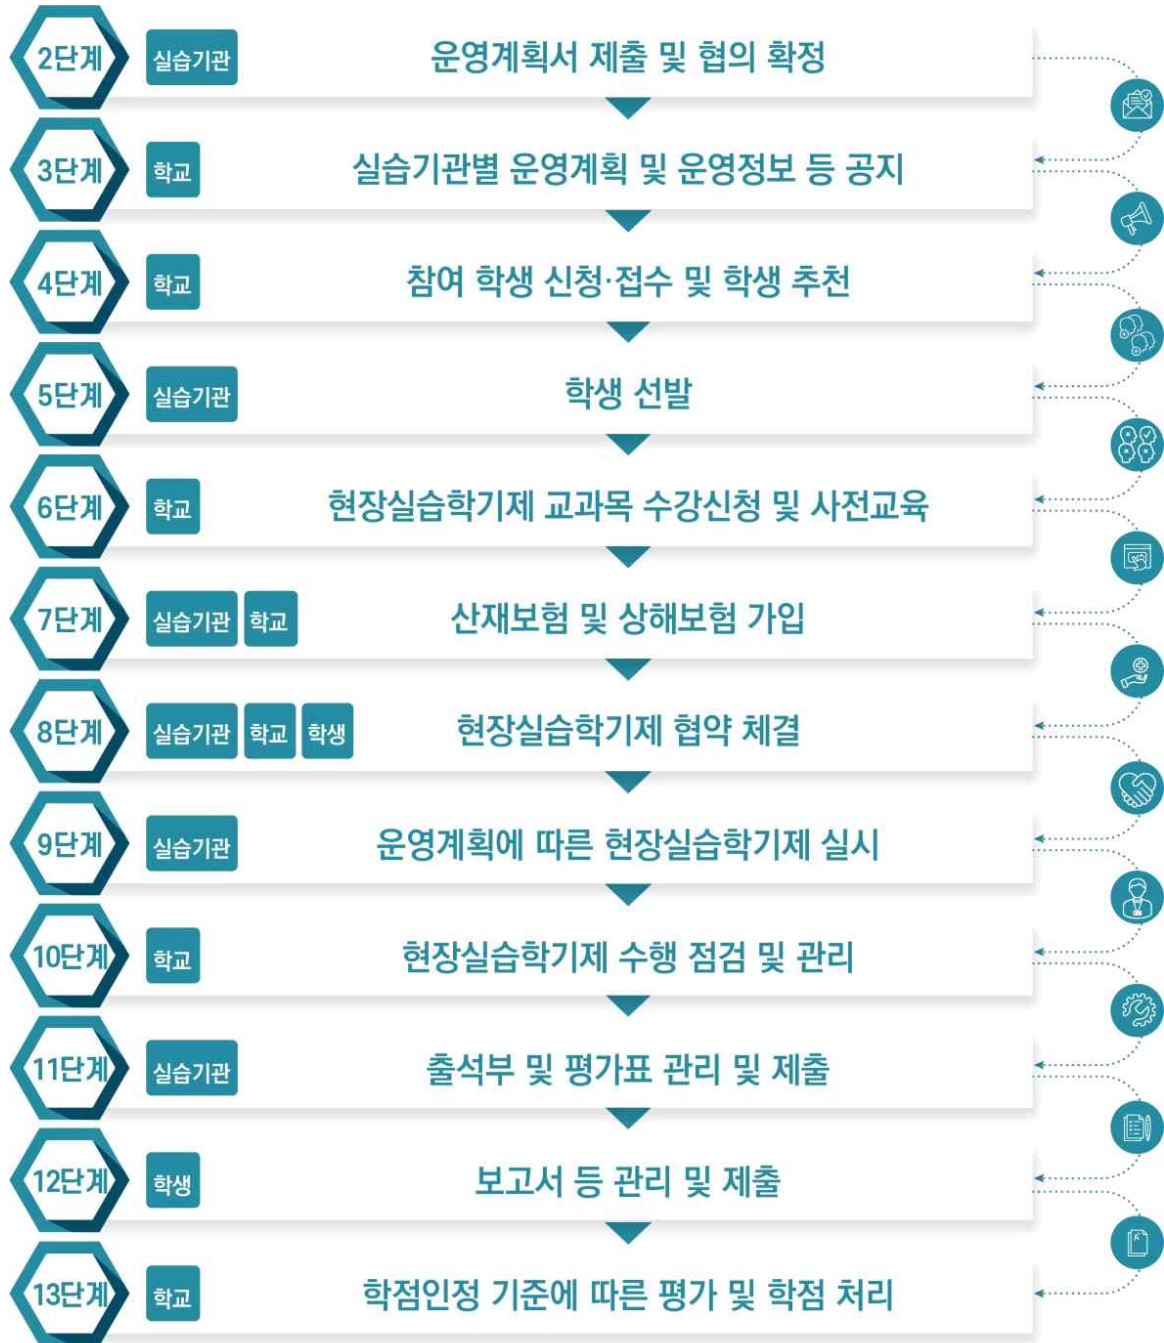 2단계 실습기관 운영계획서 제출 및 협의 확정
3단계 학교 실습기관별 운영계획 및 운영정보 등 공지
4단계 학교 참여 학생 신청·접수 및 학생 추천
5단계 실습기관 학생 선발
6단계 학교 현장실습학기제 교과목 수강신청 및 사전교육
7단계 실습기관 학교 산재보험 및 상해보험 가입
8단계 실습기관 학교 학생 현장실습학기제 협약 체결
9단계 실습기관 운영계획에 따른 현장실습학기제 실시
10단계 학교 현장실습학기제 수행 점검 및 관리
11단계 실습기관 출석부 및 평가표 관리 및 제출
12단계 학생 보고서 등 관리 및 제출
13단계 학교 학점인정 기준에 따른 평가 및 학점 처리